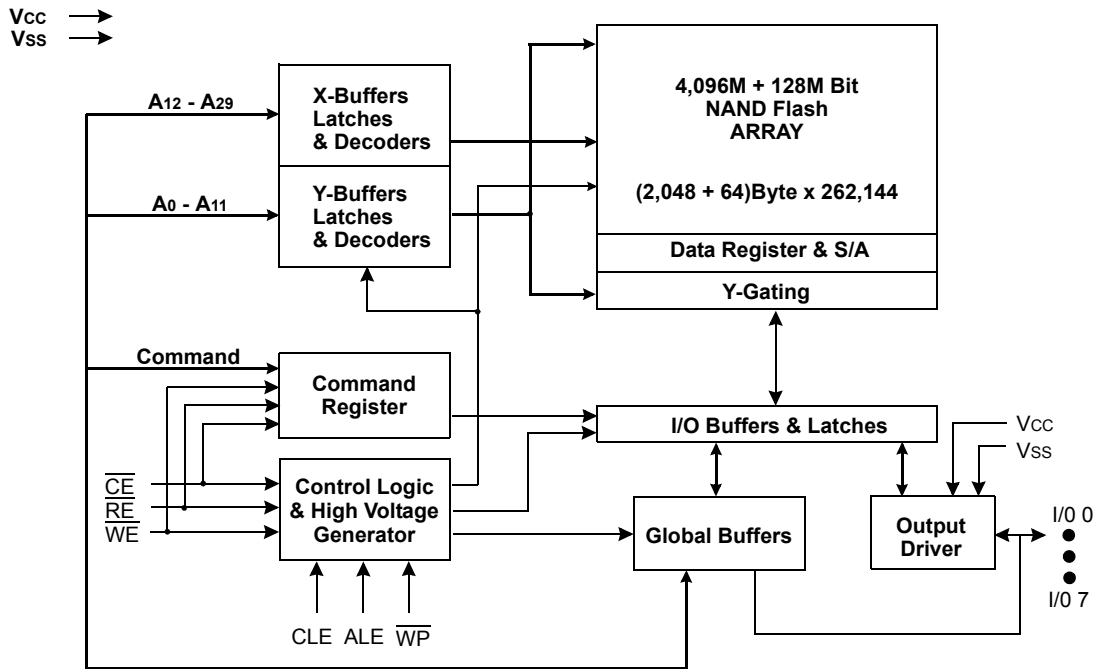 VCC
VSS
A12 - A29
X-Buffers
Latches
& Decoders
A0 - A11
Y-Buffers
Latches
& Decoders
4,096M + 128M Bit
NAND Flash
ARRAY
(2,048 + 64)Byte x 262,144
Data Register & S/A
Y-Gating
Command
Command
Register
I/O Buffers & Latches
VCC
VSS
CE
RE
WE
Control Logic
& High Voltage
Generator
Global Buffers
Output
Driver
I/0 0
I/0 7
CLE ALE WP